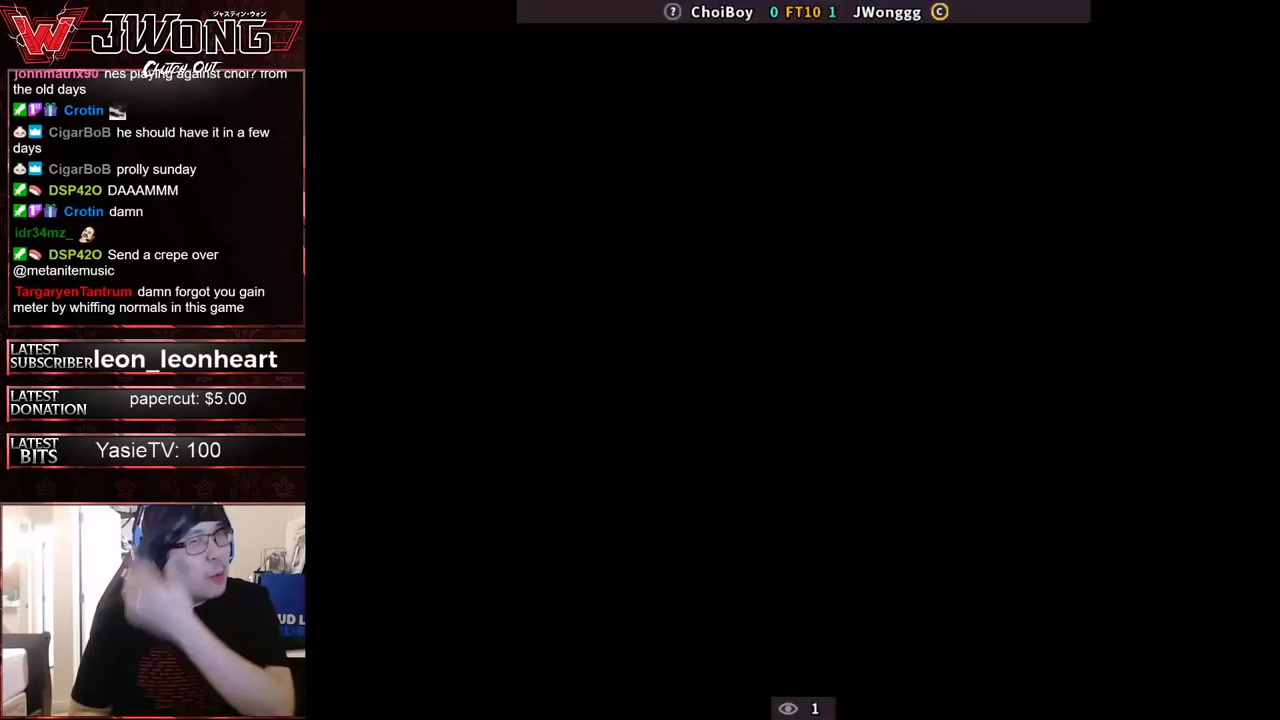 ? ChoiBoy 0 FT10 1 JWonggg C
ジャスティン・ウォン
W JWONG
Clutch Out
johnmatrix90 hes playing against choi? from
the old days
Crotin
CigarBoB he should have it in a few
days
CigarBoB prolly sunday
DSP42O DAAAMMM
Crotin damn
idr34mz_
DSP42O Send a crepe over
@metanitemusic
TargaryenTantrum damn forgot you gain
meter by whiffing normals in this game
LATEST
SUBSCRIBER leon_leonheart
LATEST
DONATION papercut: $5.00
LATEST
BITS YasieTV: 100
UD L
1